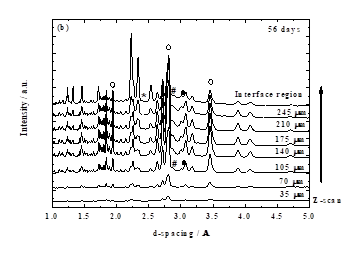 (b)
56 days
Intensity / a.u.
#
*
Interface region
245 µm
210 µm
175 µm
140 µm
#
105 µm
70 µm
35 µm
Z-scan
1.0 1.5 2.0 2.5 3.0 3.5 4.0 4.5 5.0
d-spacing / A